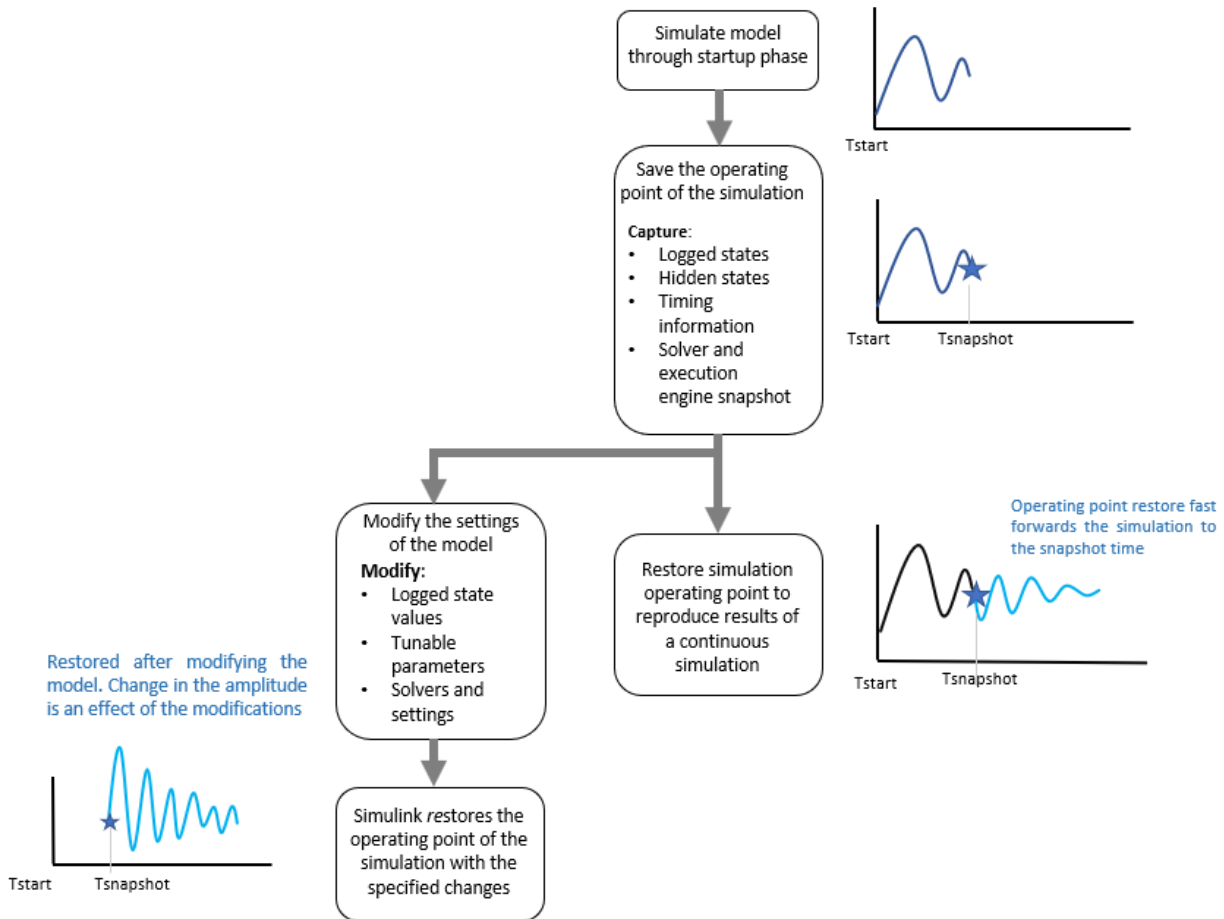 Simulate model
through startup phase
Tstart
Save the operating
point of the simulation
Capture:
• Logged states
• Hidden states
• Timing
information
• Solver and
execution
engine snapshot
Tstart
Tsnapshot
Modify the settings
of the model
Modify:
• Logged state
values
• Tunable
parameters
• Solvers and
settings
Restore simulation
operating point to
reproduce results of
a continuous
simulation
Operating point restore fast
forwards the simulation to
the snapshot time
Tstart
Tsnapshot
Restored after modifying the
model. Change in the amplitude
is an effect of the modifications
Tstart
Tsnapshot
Simulink restores the
operating point of the
simulation with the
specified changes